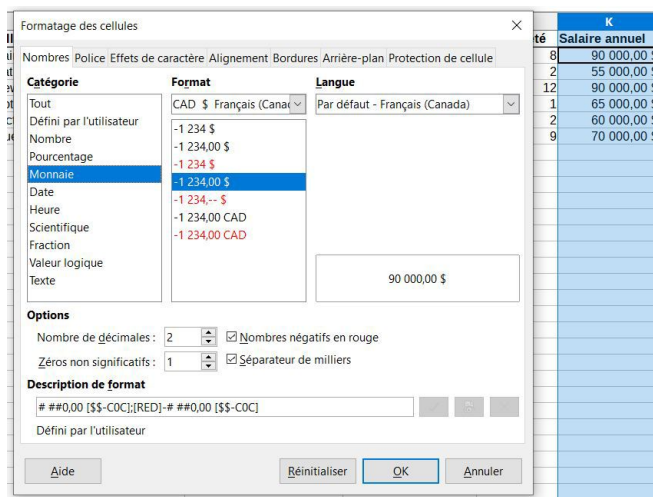 Formatage des cellules
Nombres Police Effets de caractère Alignement Bordures Arrière-plan Protection de cellule
Catégorie
Tout
Défini par l'utilisateur
Nombre
Pourcentage
Monnaie
Date
Heure
Scientifique
Fraction
Valeur logique
Texte
Format
CAD $ Français (Canad
-1 234 $
-1 234,00 $
-1 234 $
-1 234,00 $
-1 234,-- $
-1 234,00 CAD
-1 234,00 CAD
Langue
Par défaut - Français (Canada)
90 000,00 $
Options
Nombre de décimales : 2
Nombres négatifs en rouge
Zéros non significatifs : 1
Séparateur de milliers
Description de format
# ##0,00 [$$-C0C];[RED]-# ##0,00 [$$-C0C]
Défini par l'utilisateur
Aide Réinitialiser OK Annuler
K
té Salaire annuel
8 90 000,00 $
2 55 000,00 $
12 90 000,00 $
1 65 000,00 $
2 60 000,00 $
9 70 000,00 $